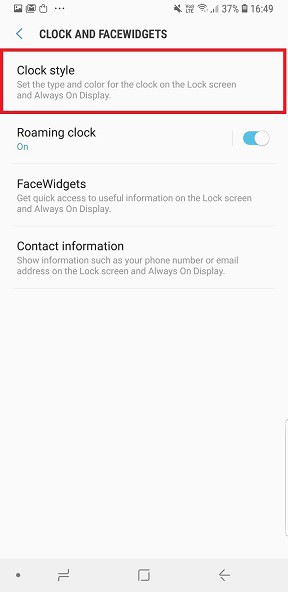 37% 16:49
CLOCK AND FACEWIDGETS
Clock style
Set the type and color for the clock on the Lock screen
and Always On Display.
Roaming clock
On
FaceWidgets
Get quick access to useful information on the Lock screen
and Always On Display.
Contact information
Show information such as your phone number or email
address on the Lock screen and Always On Display.